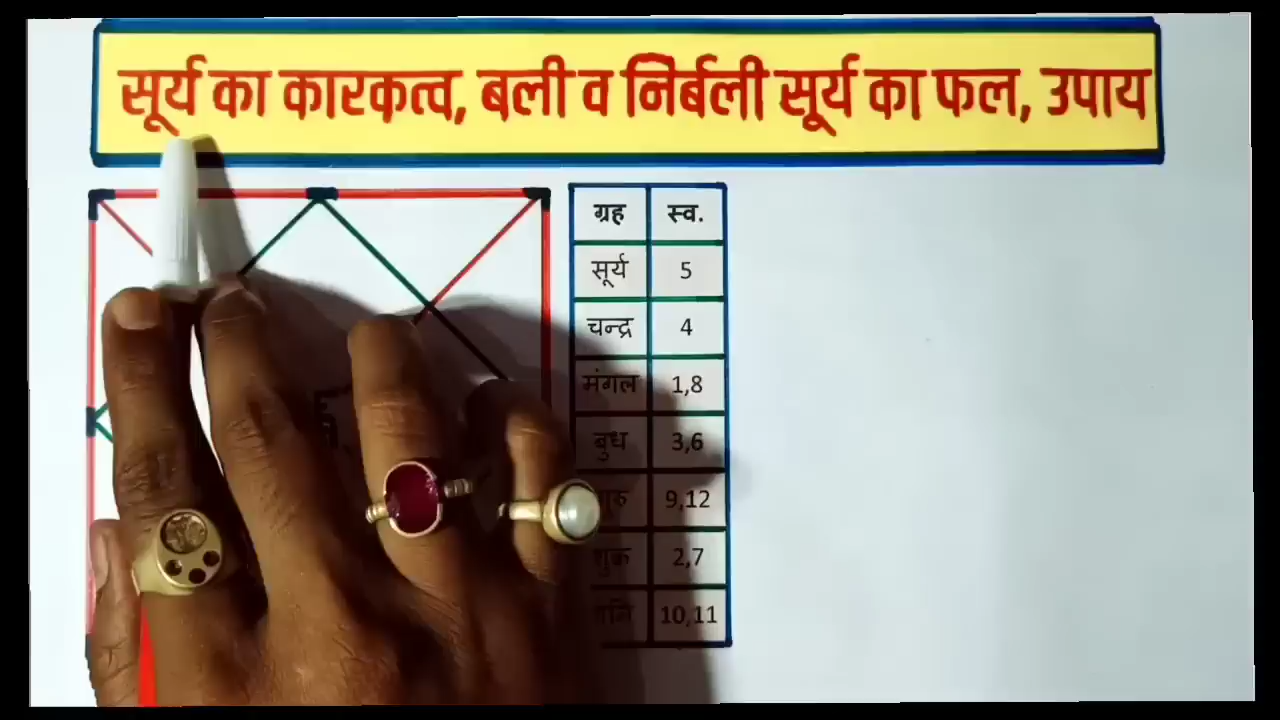 सूर्य का कारकत्व, बली व निर्बली सूर्य का फल, उपाय
ग्रह स्व.
सूर्य 5
चन्द्र 4
मंगल 1,8
बुध 3,6
गुरु 9,12
शुक्र 2,7
शनि 10,11